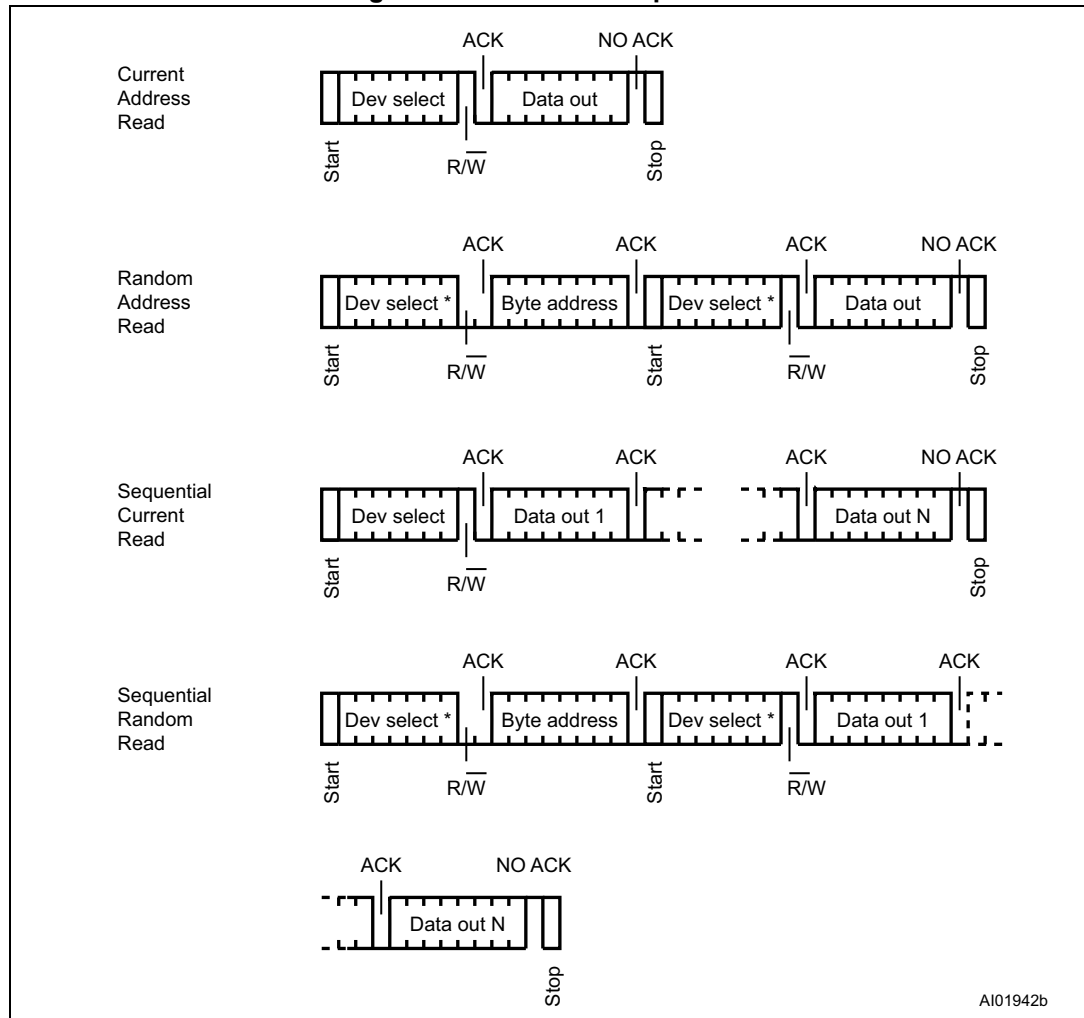 ACK NO ACK
Current
Address
Read
Dev select Data out
Start R/W̅ Stop
ACK ACK ACK NO ACK
Random
Address
Read
Dev select * Byte address Dev select * Data out
Start R/W̅ Start R̅/W Stop
ACK ACK ACK NO ACK
Sequential
Current
Read
Dev select Data out 1 Data out N
Start R/W̅ Stop
ACK ACK ACK ACK
Sequential
Random
Read
Dev select * Byte address Dev select * Data out 1
Start R/W̅ Start R̅/W
ACK NO ACK
Data out N
Stop
AI01942b